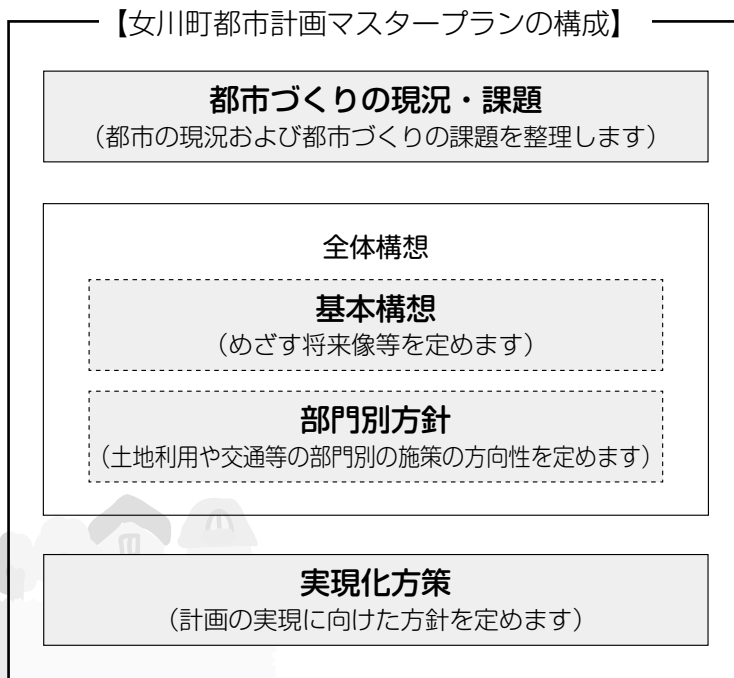 【女川町都市計画マスタープランの構成】
都市づくりの現況・課題
（都市の現況および都市づくりの課題を整理します）
全体構想
基本構想
（めざす将来像等を定めます）
部門別方針
（土地利用や交通等の部門別の施策の方向性を定めます）
実現化方策
（計画の実現に向けた方針を定めます）